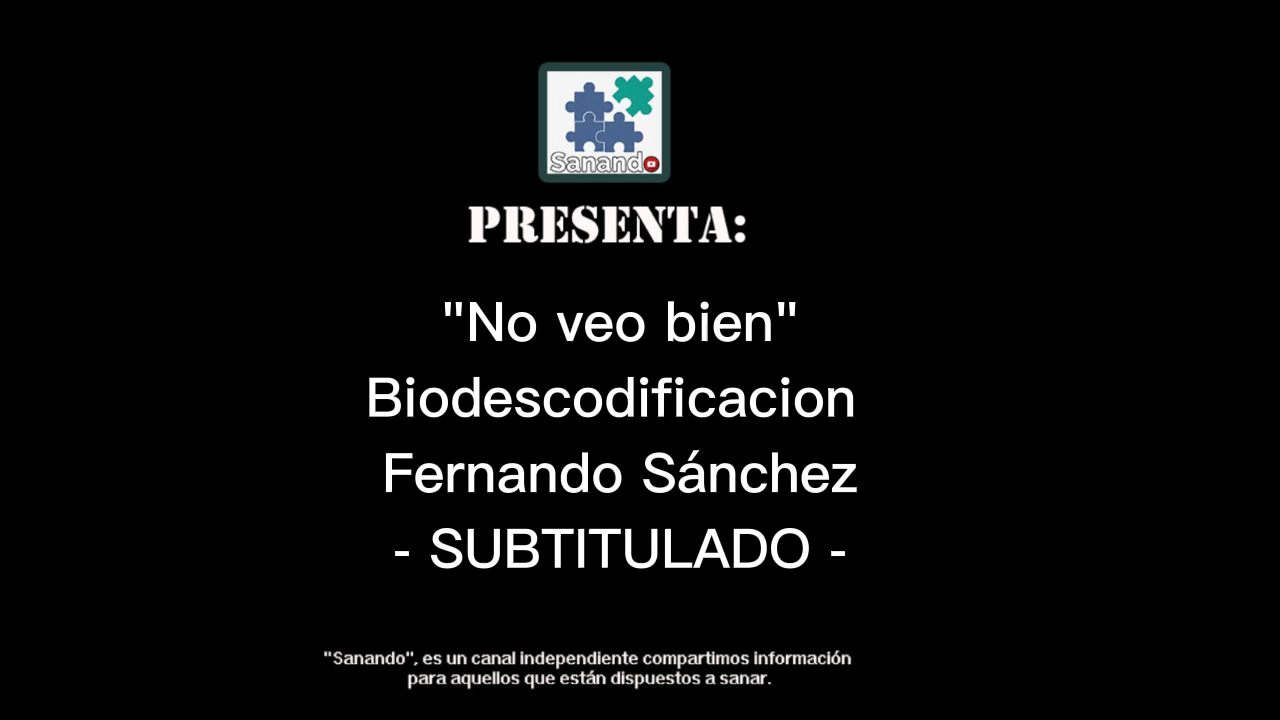 Sanando
PRESENTA:
"No veo bien"
Biodescodificacion
Fernando Sánchez
- SUBTITULADO -
"Sanando", es un canal independiente compartimos información
para aquellos que están dispuestos a sanar.